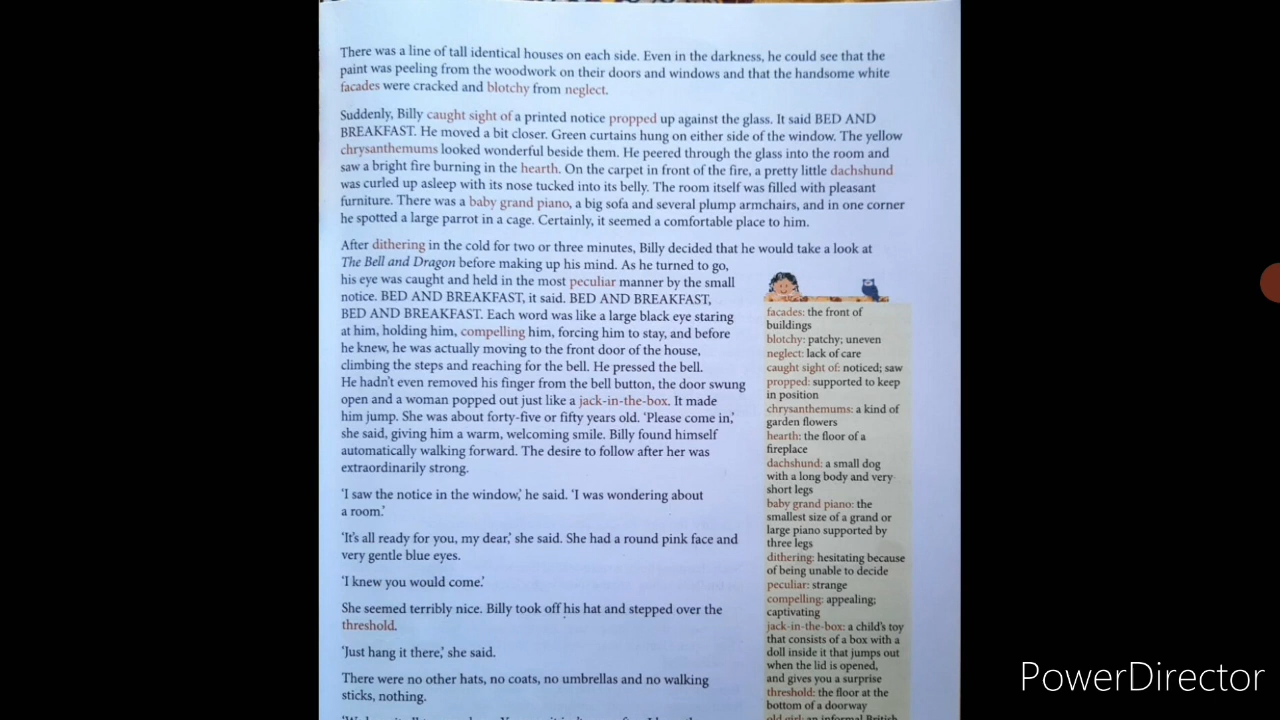 There was a line of tall identical houses on each side. Even in the darkness, he could see that the
paint was peeling from the woodwork on their doors and windows and that the handsome white
facades were cracked and blotchy from neglect.
Suddenly, Billy caught sight of a printed notice propped up against the glass. It said BED AND
BREAKFAST. He moved a bit closer. Green curtains hung on either side of the window. The yellow
chrysanthemums looked wonderful beside them. He peered through the glass into the room and
saw a bright fire burning in the hearth. On the carpet in front of the fire, a pretty little dachshund
was curled up asleep with its nose tucked into its belly. The room itself was filled with pleasant
furniture. There was a baby grand piano, a big sofa and several plump armchairs, and in one corner
he spotted a large parrot in a cage. Certainly, it seemed a comfortable place to him.
After dithering in the cold for two or three minutes, Billy decided that he would take a look at
The Bell and Dragon before making up his mind. As he turned to go,
his eye was caught and held in the most peculiar manner by the small
notice. BED AND BREAKFAST, it said. BED AND BREAKFAST,
BED AND BREAKFAST. Each word was like a large black eye staring
at him, holding him, compelling him, forcing him to stay, and before
he knew, he was actually moving to the front door of the house,
climbing the steps and reaching for the bell. He pressed the bell.
He hadn't even removed his finger from the bell button, the door swung
open and a woman popped out just like a jack-in-the-box. It made
him jump. She was about forty-five or fifty years old. 'Please come in,'
she said, giving him a warm, welcoming smile. Billy found himself
automatically walking forward. The desire to follow after her was
extraordinarily strong.
'I saw the notice in the window,' he said. 'I was wondering about
a room.'
'It's all ready for you, my dear,' she said. She had a round pink face and
very gentle blue eyes.
'I knew you would come.'
She seemed terribly nice. Billy took off his hat and stepped over the
threshold.
'Just hang it there,' she said.
There were no other hats, no coats, no umbrellas and no walking
sticks, nothing.
facades: the front of
buildings
blotchy: patchy; uneven
neglect: lack of care
caught sight of: noticed; saw
propped: supported to keep
in position
chrysanthemums: a kind of
garden flowers
hearth: the floor of a
fireplace
dachshund: a small dog
with a long body and very
short legs
baby grand piano: the
smallest size of a grand or
large piano supported by
three legs
dithering: hesitating because
of being unable to decide
peculiar: strange
compelling: appealing;
captivating
jack-in-the-box: a child's toy
that consists of a box with a
doll inside it that jumps out
when the lid is opened,
and gives you a surprise
threshold: the floor at the
bottom of a doorway
PowerDirector